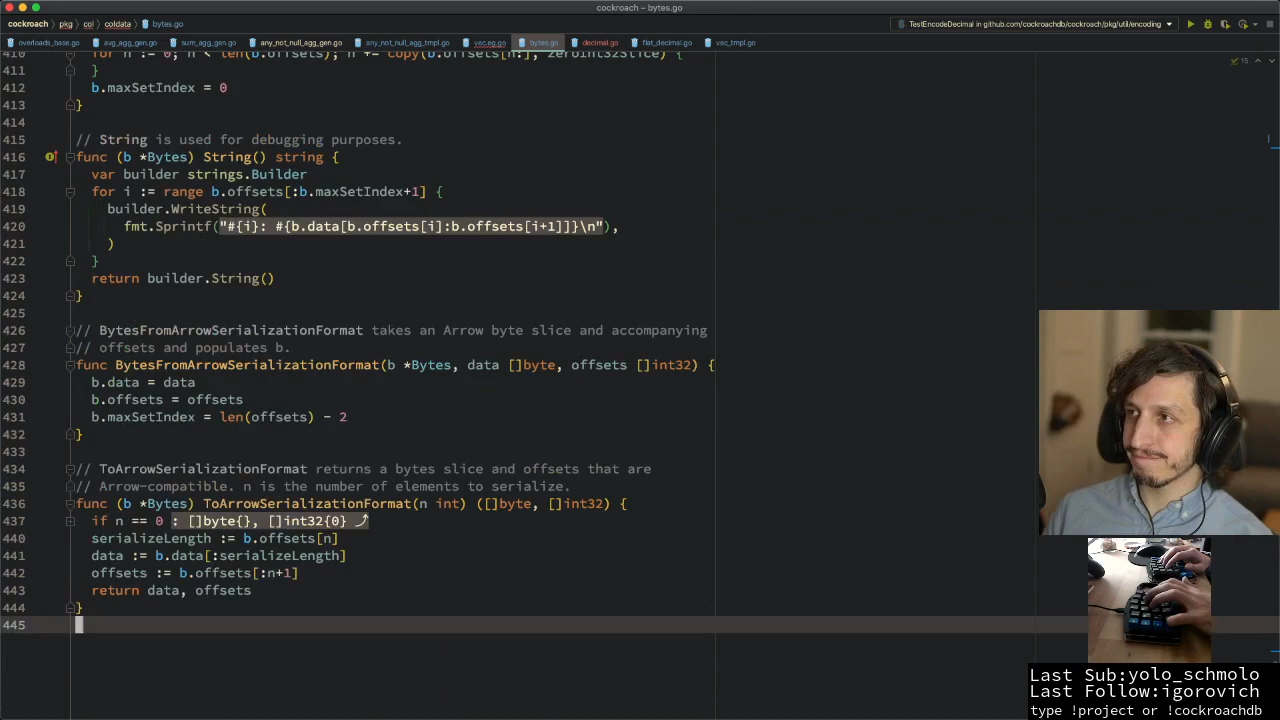 cockroach – bytes.go
cockroach › pkg › col › coldata › bytes.go
TestEncodeDecimal in github.com/cockroachdb/cockroach/pkg/util/encoding
overloads_base.go avg_agg_gen.go sum_agg_gen.go any_not_null_agg_gen.go any_not_null_agg_tmpl.go vec.eg.go bytes.go decimal.go flat_decimal.go vec_tmpl.go
410 for n := 0; n < len(b.offsets); n += copy(b.offsets[n:], zeroInt32Slice) {
15
411 }
412 b.maxSetIndex = 0
413 }
414
415 // String is used for debugging purposes.
416 func (b *Bytes) String() string {
417 var builder strings.Builder
418 for i := range b.offsets[:b.maxSetIndex+1] {
419 builder.WriteString(
420 fmt.Sprintf("#{i}: #{b.data[b.offsets[i]:b.offsets[i+1]]}\n"),
421 )
422 }
423 return builder.String()
424 }
425
426 // BytesFromArrowSerializationFormat takes an Arrow byte slice and accompanying
427 // offsets and populates b.
428 func BytesFromArrowSerializationFormat(b *Bytes, data []byte, offsets []int32) {
429 b.data = data
430 b.offsets = offsets
431 b.maxSetIndex = len(offsets) - 2
432 }
433
434 // ToArrowSerializationFormat returns a bytes slice and offsets that are
435 // Arrow-compatible. n is the number of elements to serialize.
436 func (b *Bytes) ToArrowSerializationFormat(n int) ([]byte, []int32) {
437 if n == 0 : []byte{}, []int32{0}
440 serializeLength := b.offsets[n]
441 data := b.data[:serializeLength]
442 offsets := b.offsets[:n+1]
443 return data, offsets
444 }
445
Last Sub:yolo_schmolo
Last Follow:igorovich
type !project or !cockroachdb